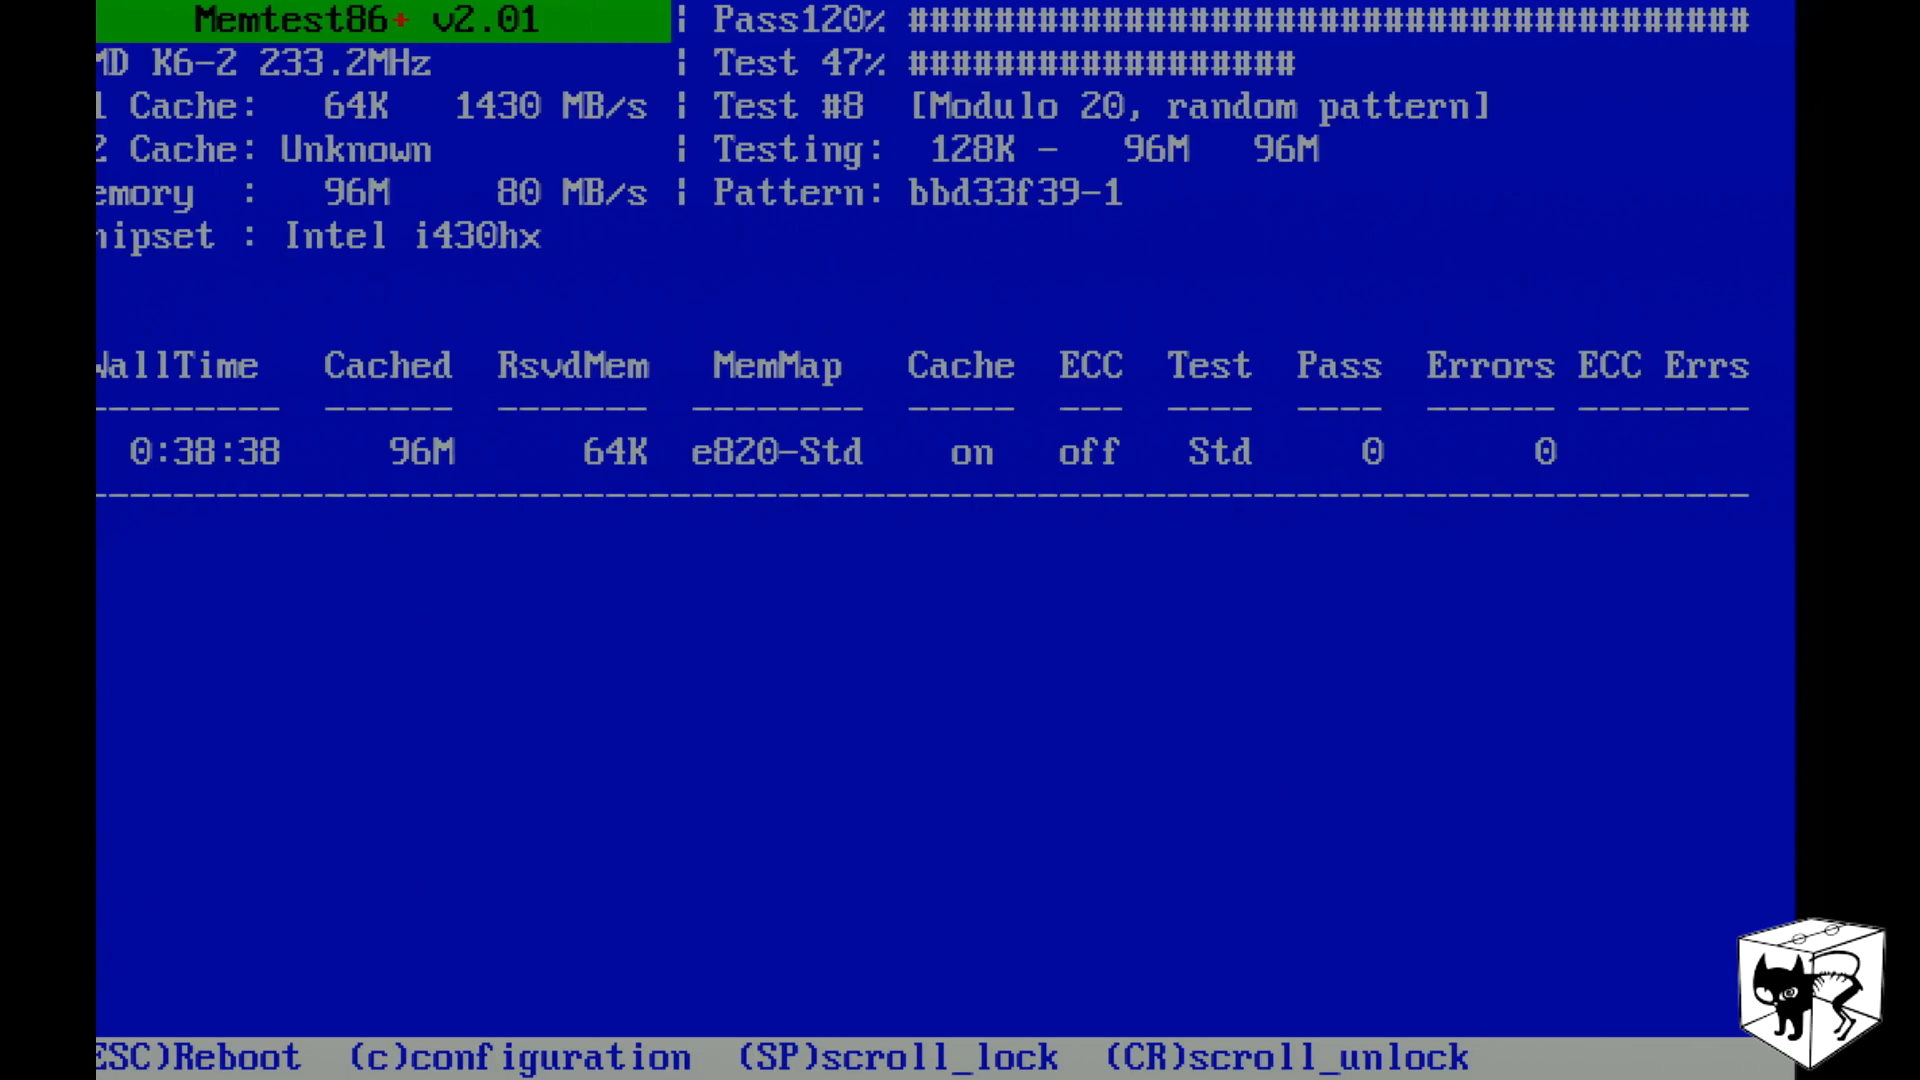 Memtest86+ v2.01 | Pass120% #######################################
MD K6-2 233.2MHz | Test 47% ##################
1 Cache: 64K 1430 MB/s | Test #8 [Modulo 20, random pattern]
2 Cache: Unknown | Testing: 128K - 96M 96M
emory : 96M 80 MB/s | Pattern: bbd33f39-1
hipset : Intel i430hx
WallTime Cached RsvdMem MemMap Cache ECC Test Pass Errors ECC Errs
--------- ------ ------- -------- ----- --- ---- ---- ------ --------
0:38:38 96M 64K e820-Std on off Std 0 0
-----------------------------------------------------------------------------
ESC)Reboot (c)configuration (SP)scroll_lock (CR)scroll_unlock